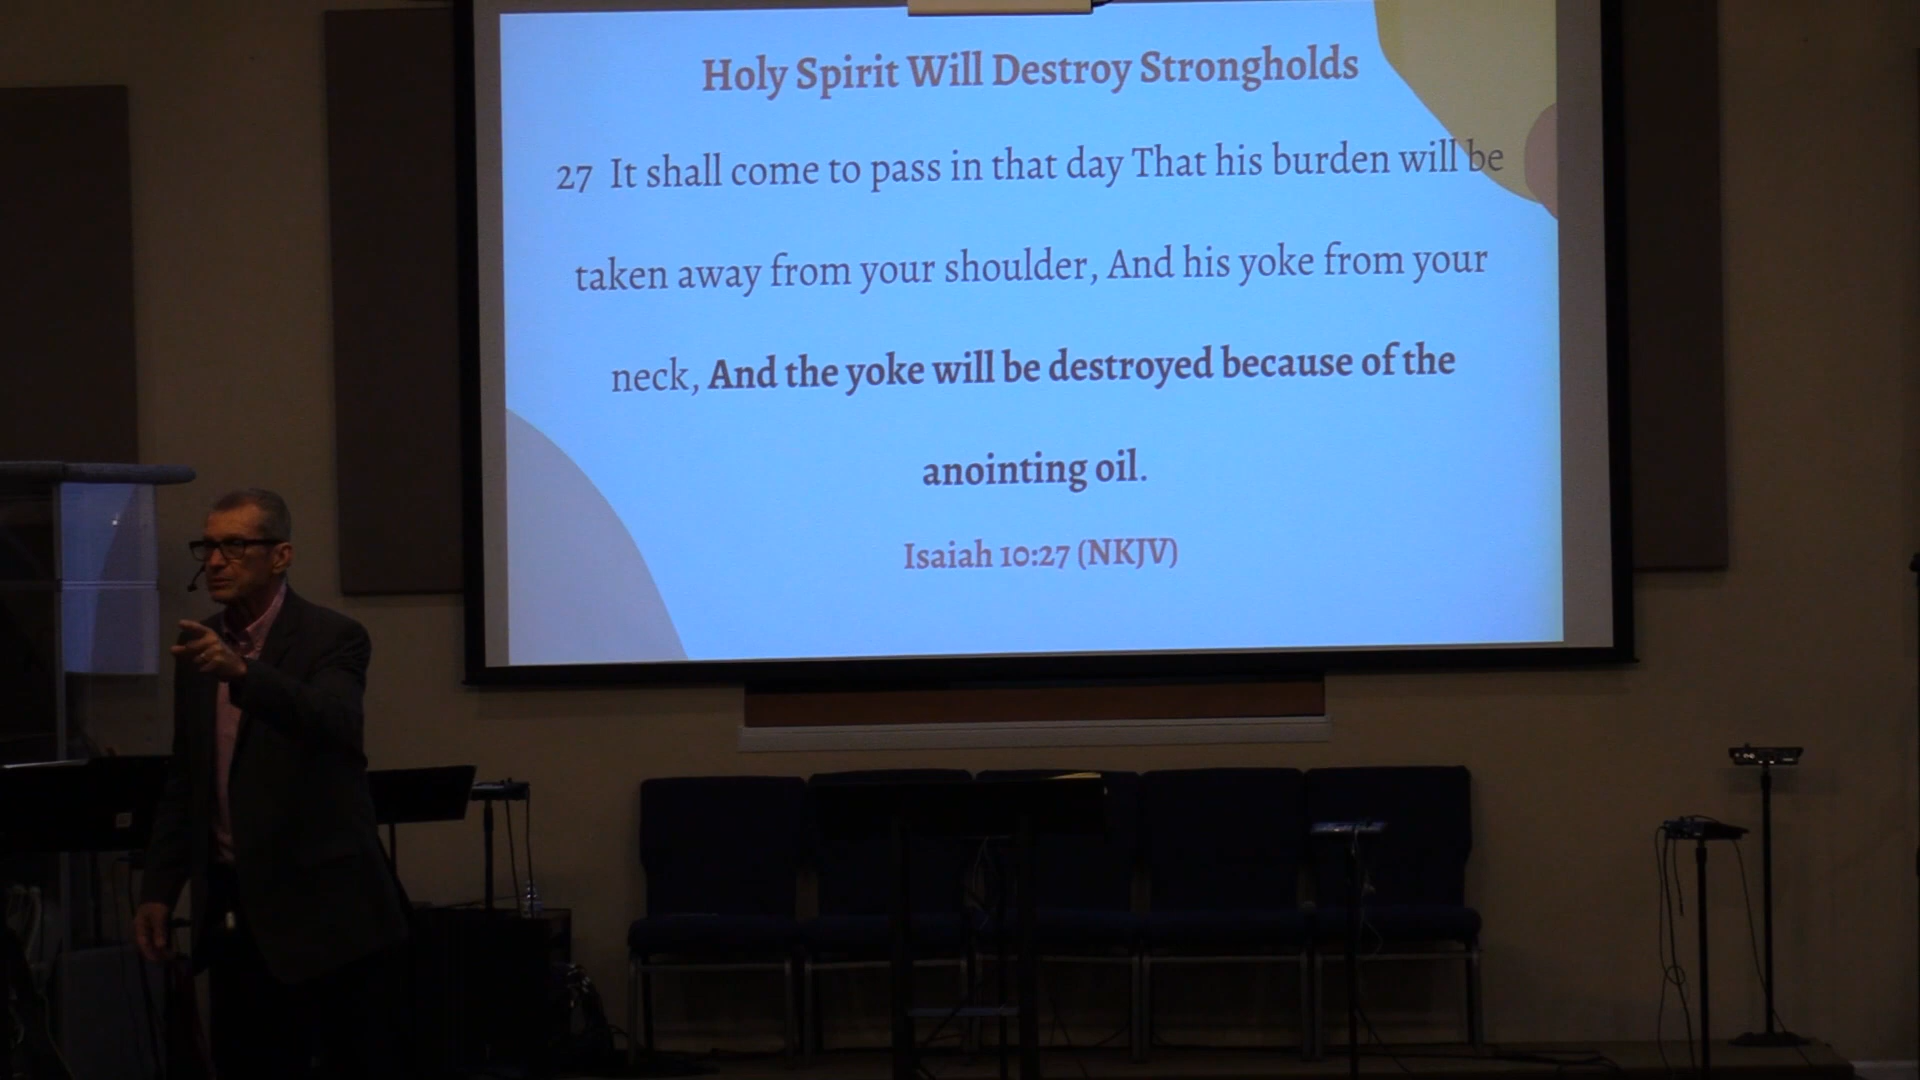 Holy Spirit Will Destroy Strongholds
27 It shall come to pass in that day That his burden will be
taken away from your shoulder, And his yoke from your
neck, And the yoke will be destroyed because of the
anointing oil.
Isaiah 10:27 (NKJV)